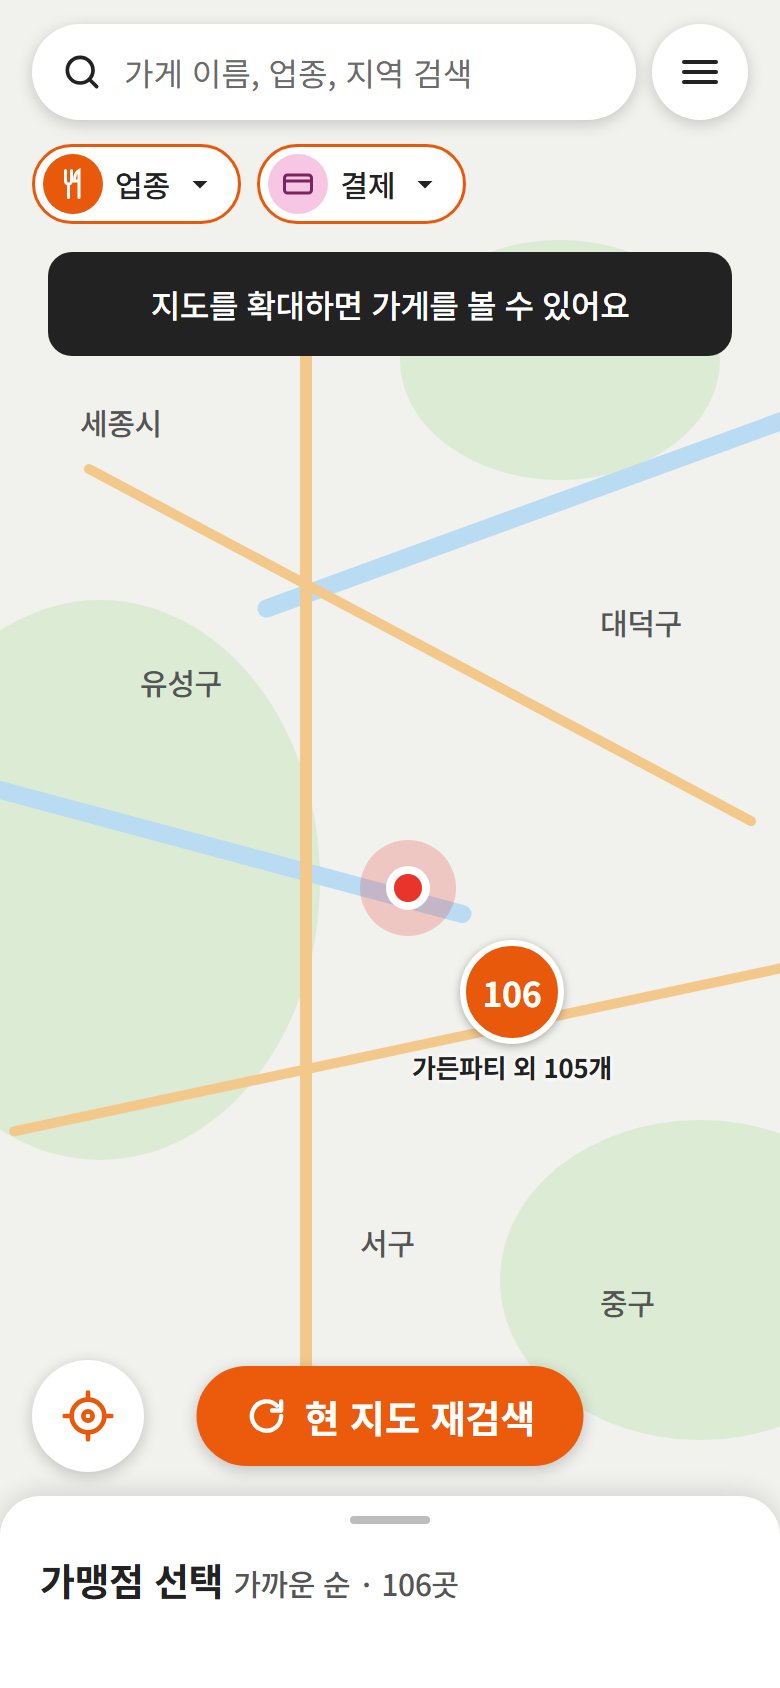 가게 이름, 업종, 지역 검색
업종
결제
지도를 확대하면 가게를 볼 수 있어요
세종시
대덕구
유성구
106
가든파티 외 105개
서구
중구
현 지도 재검색
가맹점 선택 가까운 순 · 106곳